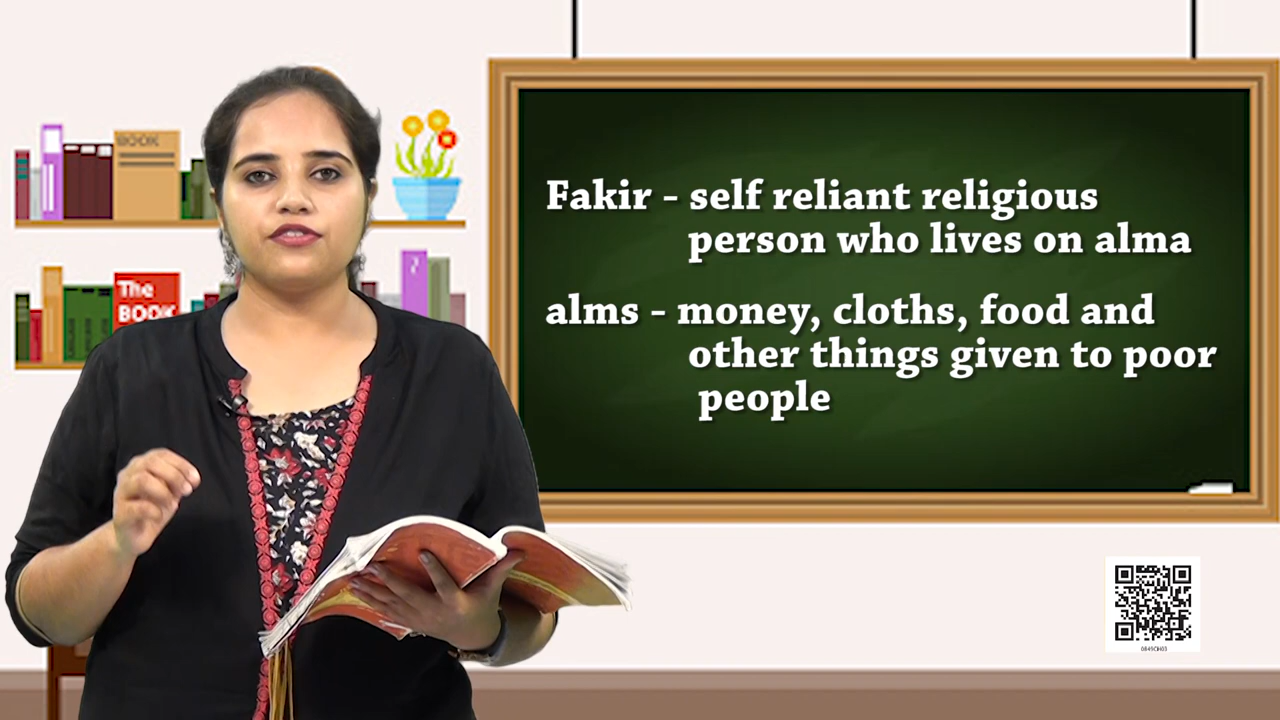 BOOK
The
BOOK
Fakir - self reliant religious
person who lives on alma
alms - money, cloths, food and
other things given to poor
people